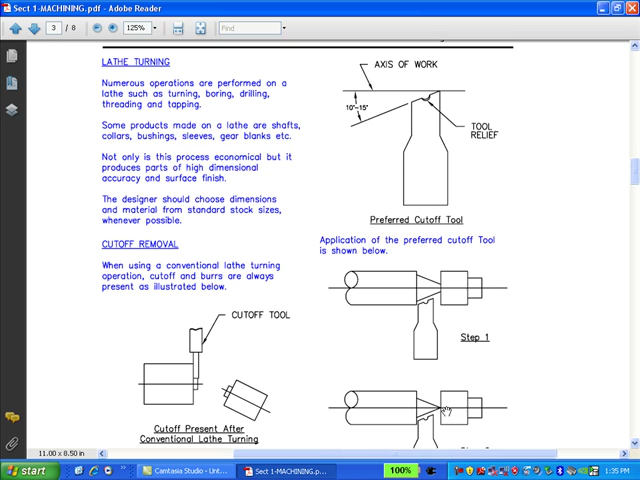 Sect 1-MACHINING.pdf - Adobe Reader
3 / 8
125%
Find
LATHE TURNING
Numerous operations are performed on a
lathe such as turning, boring, drilling,
threading and tapping.
Some products made on a lathe are shafts,
collars, bushings, sleeves, gear blanks etc.
Not only is this process economical but it
produces parts of high dimensional
accuracy and surface finish.
The designer should choose dimensions
and material from standard stock sizes,
whenever possible.
CUTOFF REMOVAL
When using a conventional lathe turning
operation, cutoff and burrs are always
present as illustrated below.
CUTOFF TOOL
Cutoff Present After
Conventional Lathe Turning
AXIS OF WORK
10°-15°
TOOL
RELIEF
Preferred Cutoff Tool
Application of the preferred cutoff Tool
is shown below.
Step 1
11.00 x 8.50 in
start
Camtasia Studio - Unt...
Sect 1-MACHINING.p...
100%
1:35 PM